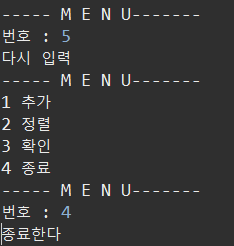 ----- M E N U-------
번호 : 5
다시 입력
----- M E N U-------
1 추가
2 정렬
3 확인
4 종료
----- M E N U-------
번호 : 4
종료한다